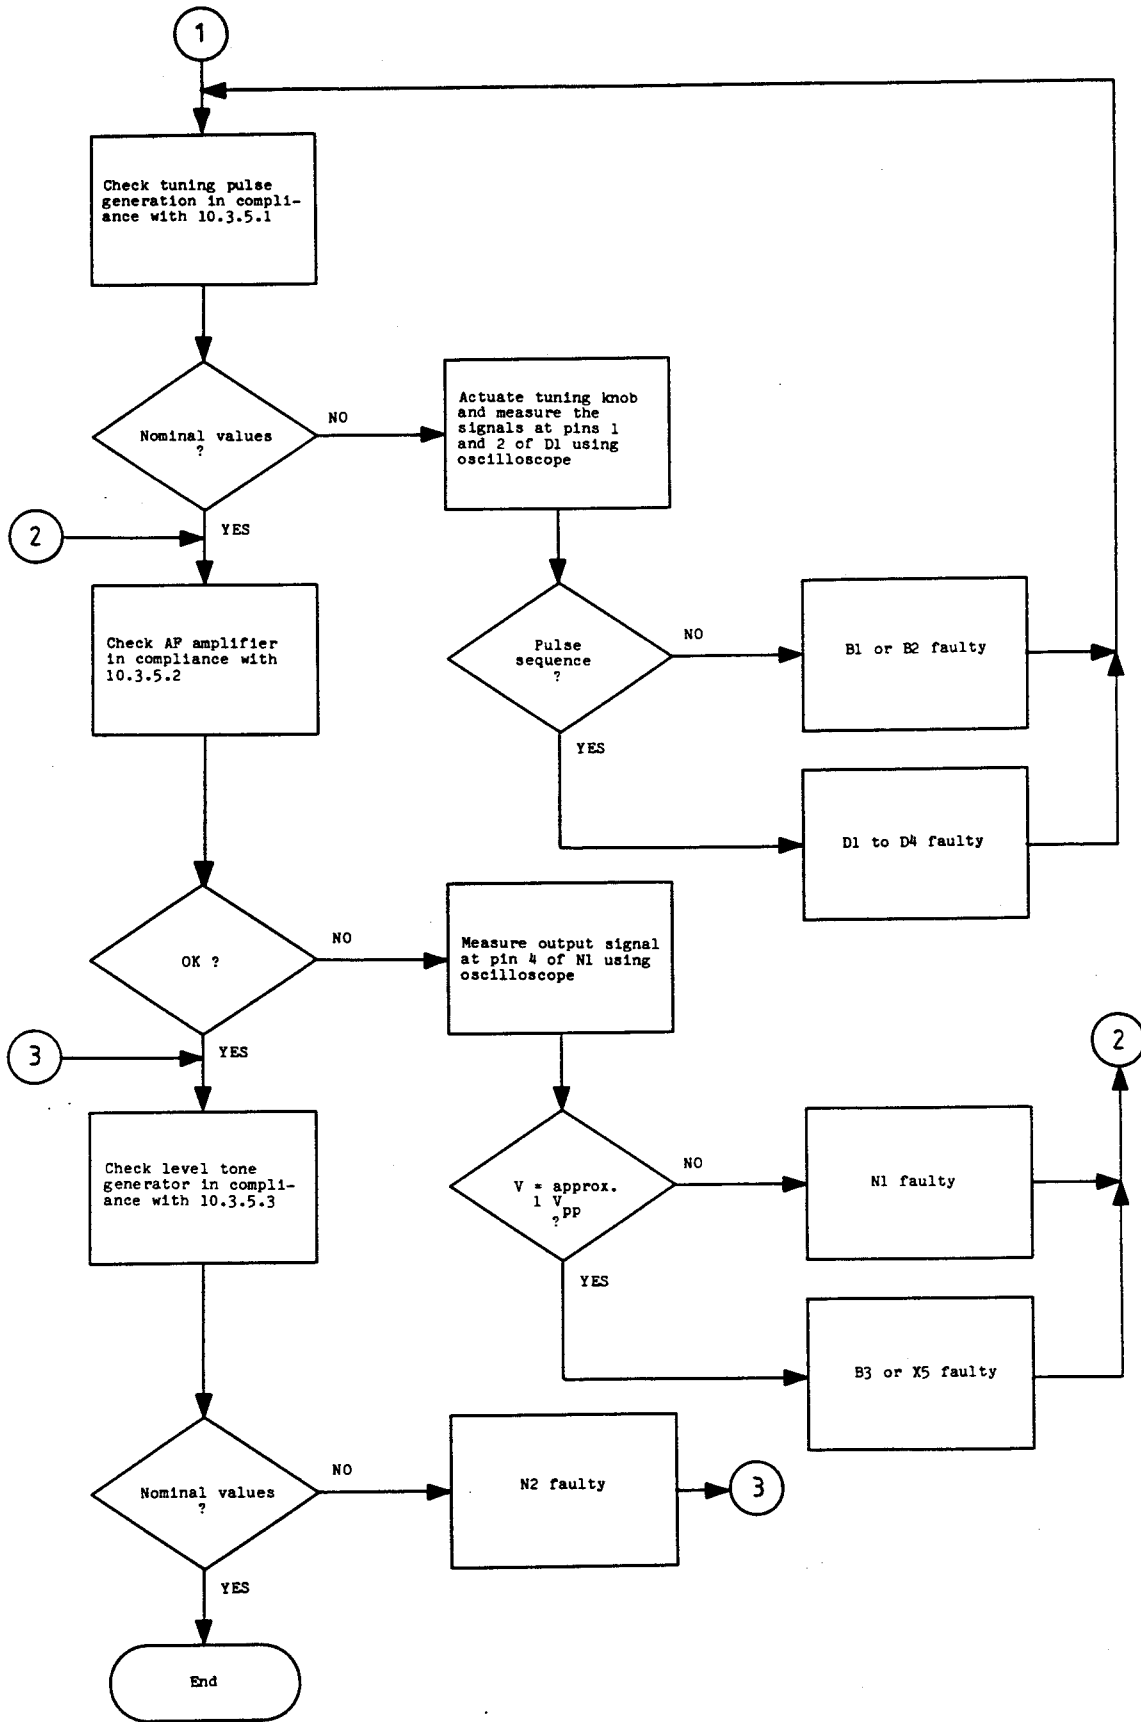 1
Check tuning pulse
generation in compli-
ance with 10.3.5.1
Nominal values
?
NO
YES
Actuate tuning knob
and measure the
signals at pins 1
and 2 of D1 using
oscilloscope
2
Check AF amplifier
in compliance with
10.3.5.2
Pulse
sequence
?
NO
YES
B1 or B2 faulty
D1 to D4 faulty
OK ?
NO
YES
Measure output signal
at pin 4 of N1 using
oscilloscope
3
2
Check level tone
generator in compli-
ance with 10.3.5.3
V = approx.
1 Vpp
?
NO
YES
N1 faulty
B3 or X5 faulty
Nominal values
?
NO
YES
N2 faulty
3
End